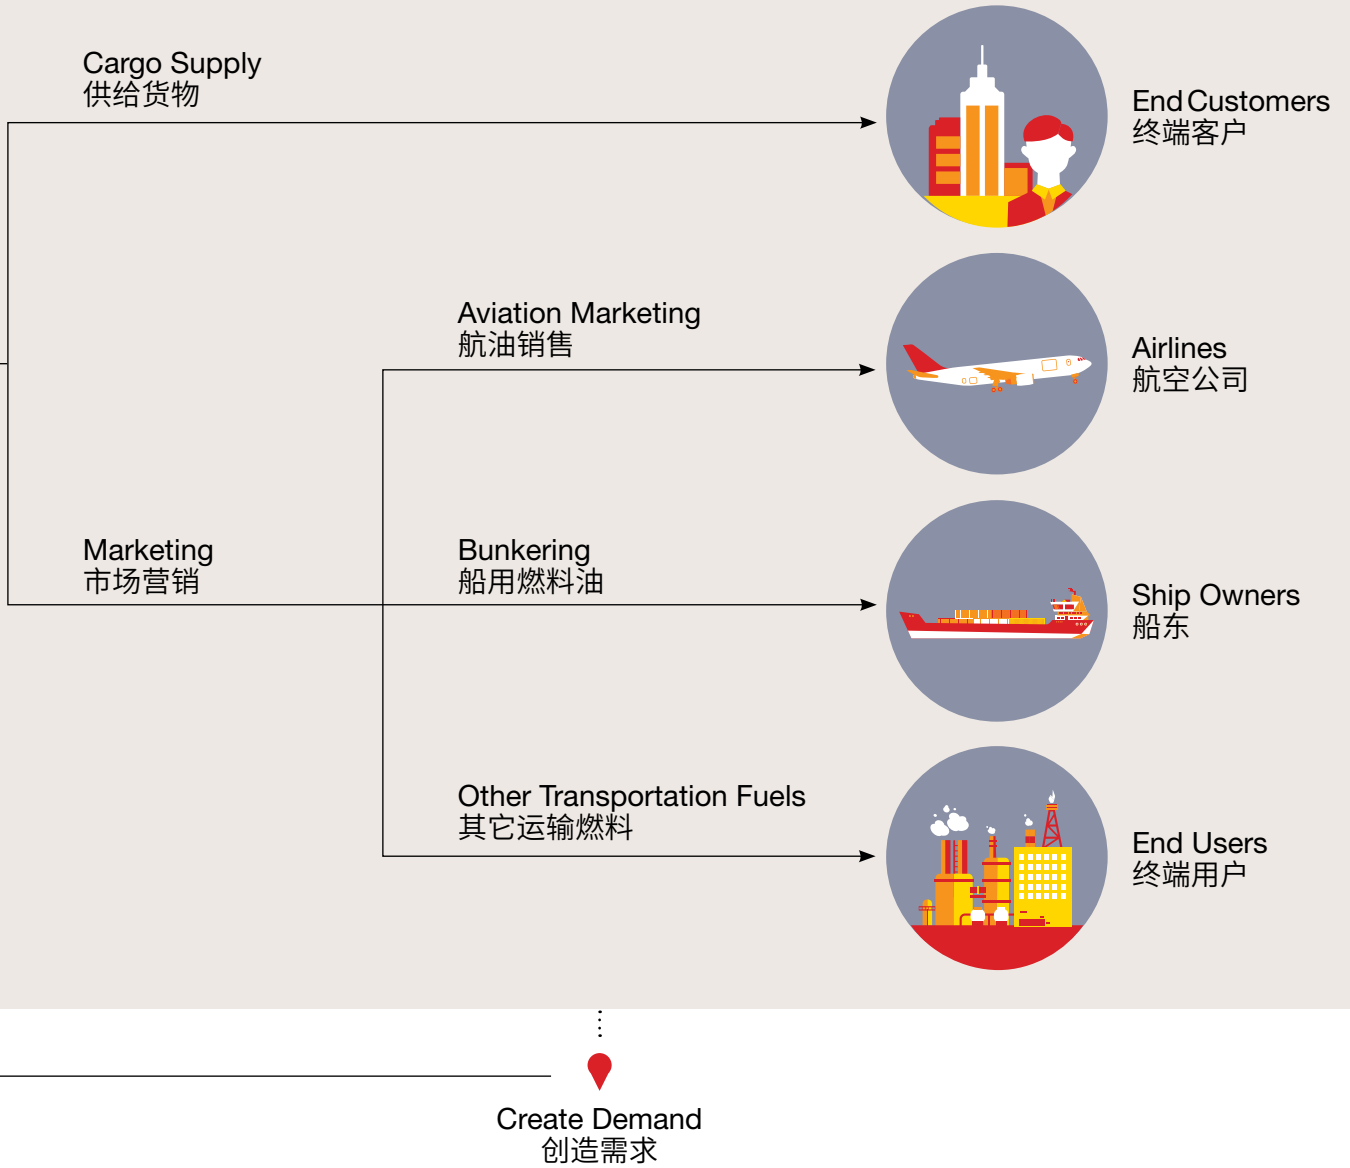 Cargo Supply
供给货物
End Customers
终端客户
Aviation Marketing
航油销售
Airlines
航空公司
Marketing
市场营销
Bunkering
船用燃料油
Ship Owners
船东
Other Transportation Fuels
其它运输燃料
End Users
终端用户
Create Demand
创造需求